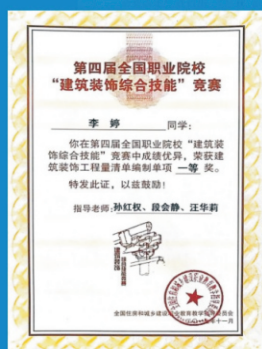 第四届全国职业院校
“建筑装饰综合技能”竞赛
李 婷 同学:
你在第四届全国职业院校“建筑装
饰综合技能”竞赛中成绩优异,荣获建
筑装饰工程量清单编制单项 一等 奖。
特发此证,以兹鼓励!
指导老师:孙红权、段会静、汪华莉